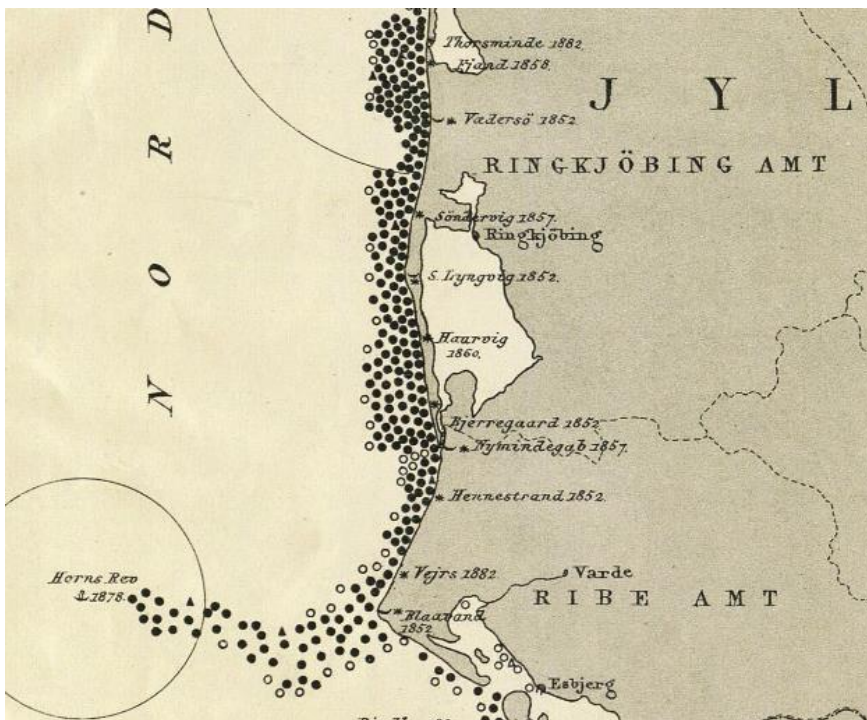 Thorsminde 1882.
Fjand 1858.
J Y L
Vedersö 1852.
RINGKJÖBING AMT
Söndervig 1857.
Ringkjöbing
S. Lyngvig 1852.
Haurvig
1860.
Bjerregaard 1852
Nymindegab 1857.
Hennestrand 1852.
Vejrs 1882
Varde
RIBE AMT
Blaavand
1852
Esbjerg
Horns Rev
1878.
N O R D